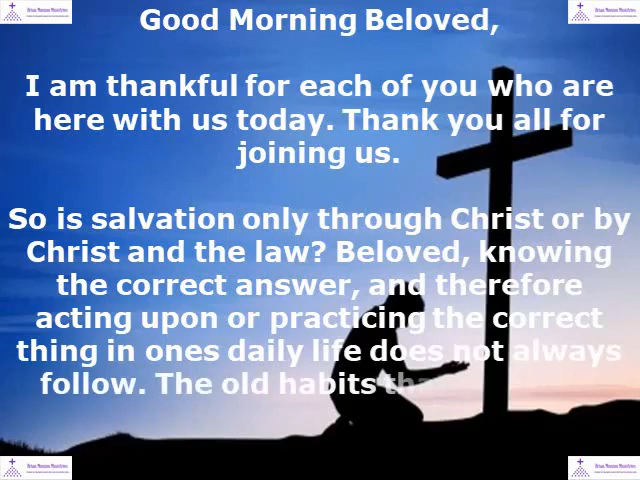 Good Morning Beloved,
I am thankful for each of you who are
here with us today. Thank you all for
joining us.
So is salvation only through Christ or by
Christ and the law? Beloved, knowing
the correct answer, and therefore
acting upon or practicing the correct
thing in ones daily life does not always
follow. The old habits